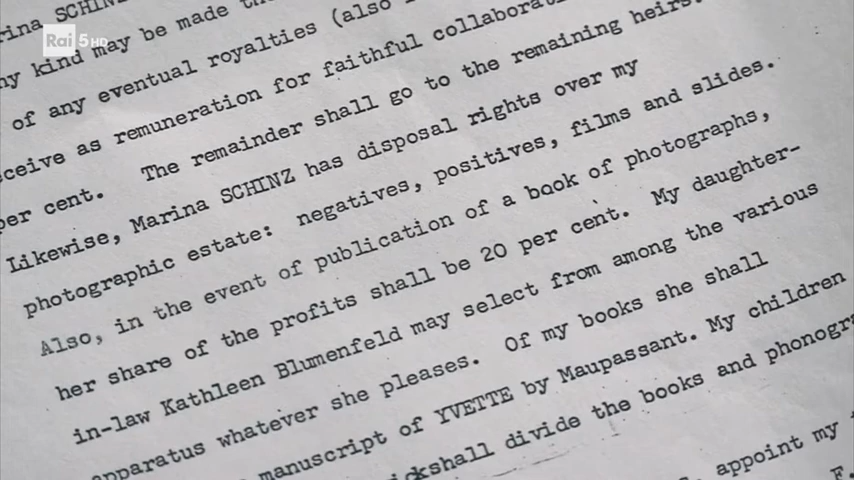 Rai 5 HD
rina SCHINZ
ny kind may be made
of any eventual royalties (also
ceive as remuneration for faithful collaborat
per cent. The remainder shall go to the remaining heirs.
Likewise, Marina SCHINZ has disposal rights over my
photographic estate: negatives, positives, films and slides.
Also, in the event of publication of a book of photographs,
her share of the profits shall be 20 per cent. My daughter-
in-law Kathleen Blumenfeld may select from among the various
apparatus whatever she pleases. Of my books she shall
manuscript of YVETTE by Maupassant. My children
shall divide the books and phonogra
appoint my
F.